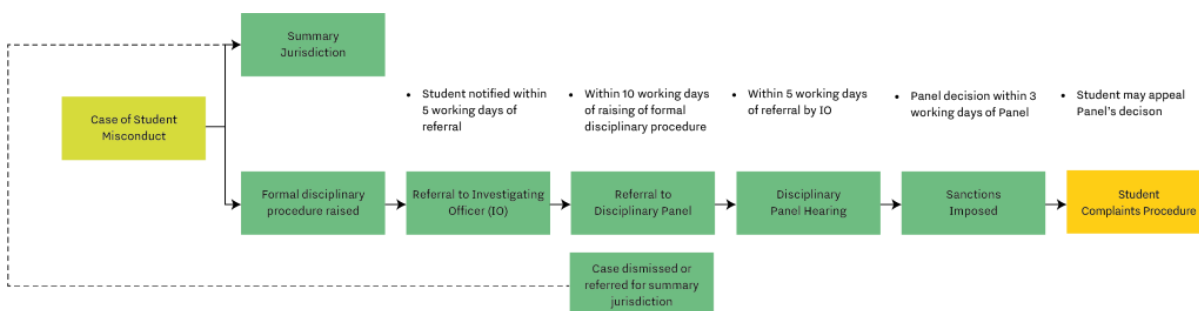 Summary
Jurisdiction
Case of Student
Misconduct
• Student notified within
5 working days of
referral
• Within 10 working days
of raising of formal
disciplinary procedure
• Within 5 working days
of referral by IO
• Panel decision within 3
working days of Panel
• Student may appeal
Panel's decison
Formal disciplinary
procedure raised
Referral to Investigating
Officer (IO)
Referral to
Disciplinary Panel
Disciplinary
Panel Hearing
Sanctions
Imposed
Student
Complaints Procedure
Case dismissed or
referred for summary
jurisdiction